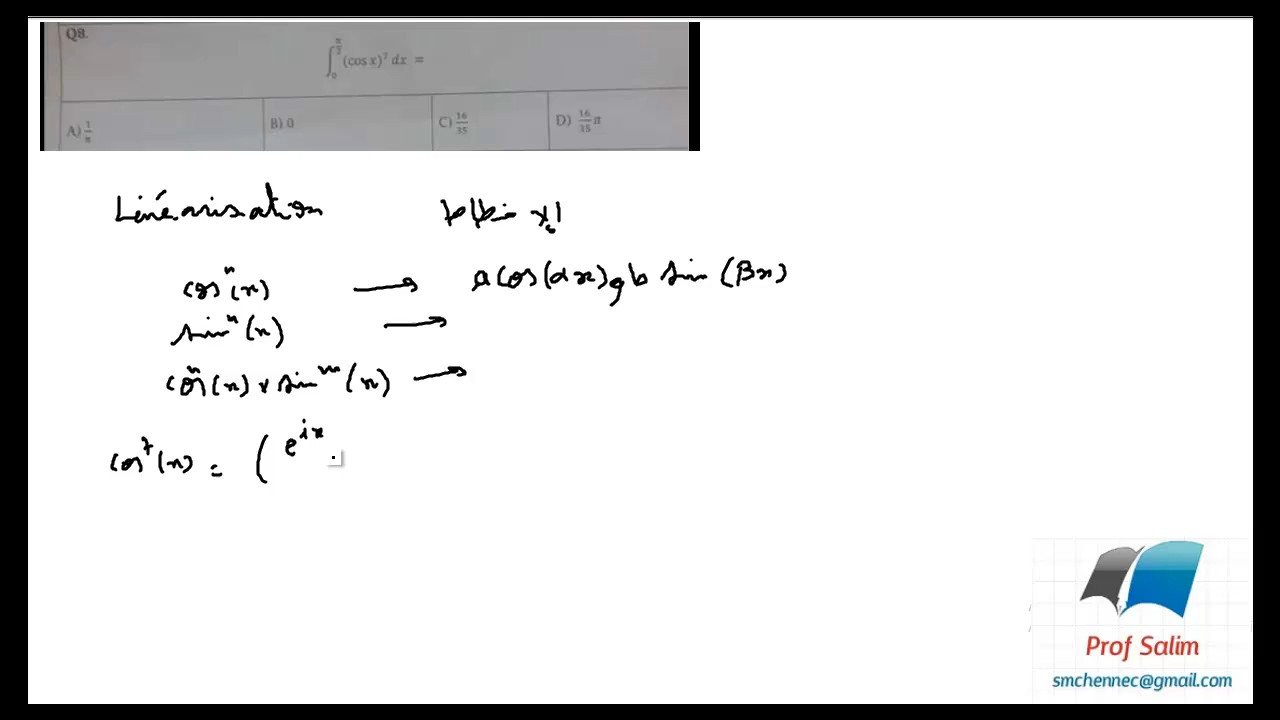 Q8.
∫₀^{π/2} (cos x)⁷ dx =
A) 1/π B) 0 C) 16/35 D) 16/35 π
Linéarisation
cosⁿ(x) → a cos(αx) b sin(βx)
sinⁿ(x) →
cosⁿ(x) × sinᵐ(x) →
cos⁷(x) = ( e^{ix}
Prof Salim
smchennec@gmail.com